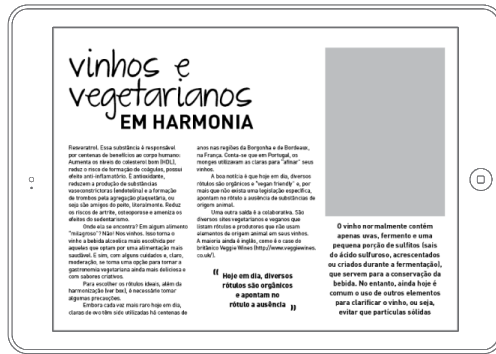 vinhos e
vegetarianos
EM HARMONIA
Resveratrol. Essa substância é responsável
por centenas de benefícios ao corpo humano:
Aumenta os níveis do colesterol bom (HDL),
reduz o risco de formação de coágulos, possui
efeito anti-inflamatório. É antioxidante,
reduzem a produção de substâncias
vasoconstrictoras (endotelina) e a formação
de trombos pela agregação plaquetária, ou
seja são amigos do peito, literalmente. Reduz
os riscos de artrite, osteoporose e ameniza os
efeitos do sedentarismo.
Onde ela se encontra? Em algum alimento
"milagroso"? Não! Nos vinhos. Isso torna o
vinho a bebida alcoólica mais escolhida por
aqueles que optam por uma alimentação mais
saudável. E sim, com alguns cuidados e, claro,
moderação, se torna uma opção para tornar a
gastronomia vegetariana ainda mais deliciosa e
com sabores criativos.
Para escolher os rótulos ideais, além da
harmonização (ver box), é necessário tomar
algumas precauções.
Embora cada vez mais raro hoje em dia,
claras de ovo têm sido utilizadas há centenas de
anos nas regiões da Borgonha e de Bordeaux,
na França. Conta-se que em Portugal, os
monges utilizavam as claras para "afinar" seus
vinhos.
A boa notícia é que hoje em dia, diversos
rótulos são orgânicos e "vegan friendly" e, por
mais que não exista uma legislação específica,
apontam no rótulo a ausência de substâncias de
origem animal.
Uma outra saída é a colaborativa. São
diversos sites vegetarianos e veganos que
listam rótulos e produtores que não usam
elementos de origem animal em seus vinhos.
A maioria ainda é inglês, como é o caso do
britânico Veggie Wines (http://www.veggiewines.
co.uk/).
“ Hoje em dia, diversos
rótulos são orgânicos
e apontam no
rótulo a ausência ”
O vinho normalmente contém
apenas uvas, fermento e uma
pequena porção de sulfitos (sais
do ácido sulfuroso, acrescentados
ou criados durante a fermentação),
que servem para a conservação da
bebida. No entanto, ainda hoje é
comum o uso de outros elementos
para clarificar o vinho, ou seja,
evitar que partículas sólidas